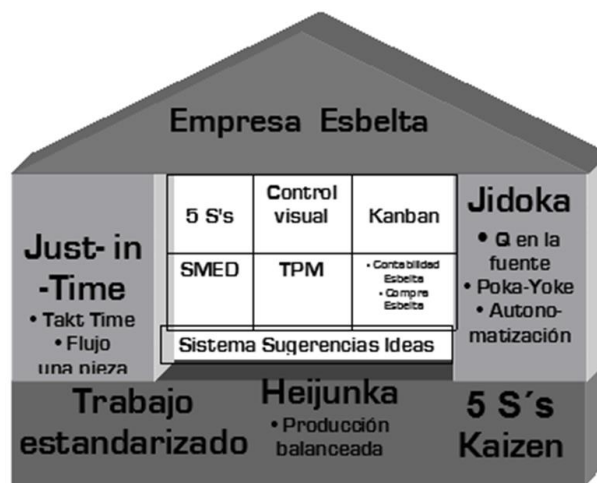 Empresa Esbelta
Just- in
-Time
• Takt Time
• Flujo
una pieza
5 S's
Control
visual
Kanban
SMED
TPM
• Contabilidad
Esbelta
• Compra
Esbelta
Sistema Sugerencias Ideas
Jidoka
• Q en la
fuente
• Poka-Yoke
• Autono-
matización
Trabajo
estandarizado
Heijunka
• Producción
balanceada
5 S´s
Kaizen